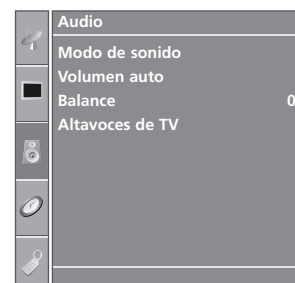 Audio
Modo de sonido
Volumen auto
Balance 0
Altavoces de TV